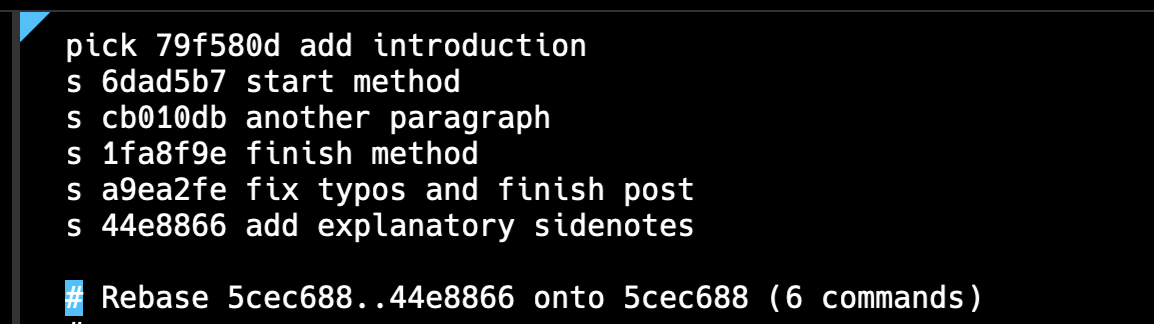 pick 79f580d add introduction
s 6dad5b7 start method
s cb010db another paragraph
s 1fa8f9e finish method
s a9ea2fe fix typos and finish post
s 44e8866 add explanatory sidenotes
# Rebase 5cec688..44e8866 onto 5cec688 (6 commands)
#